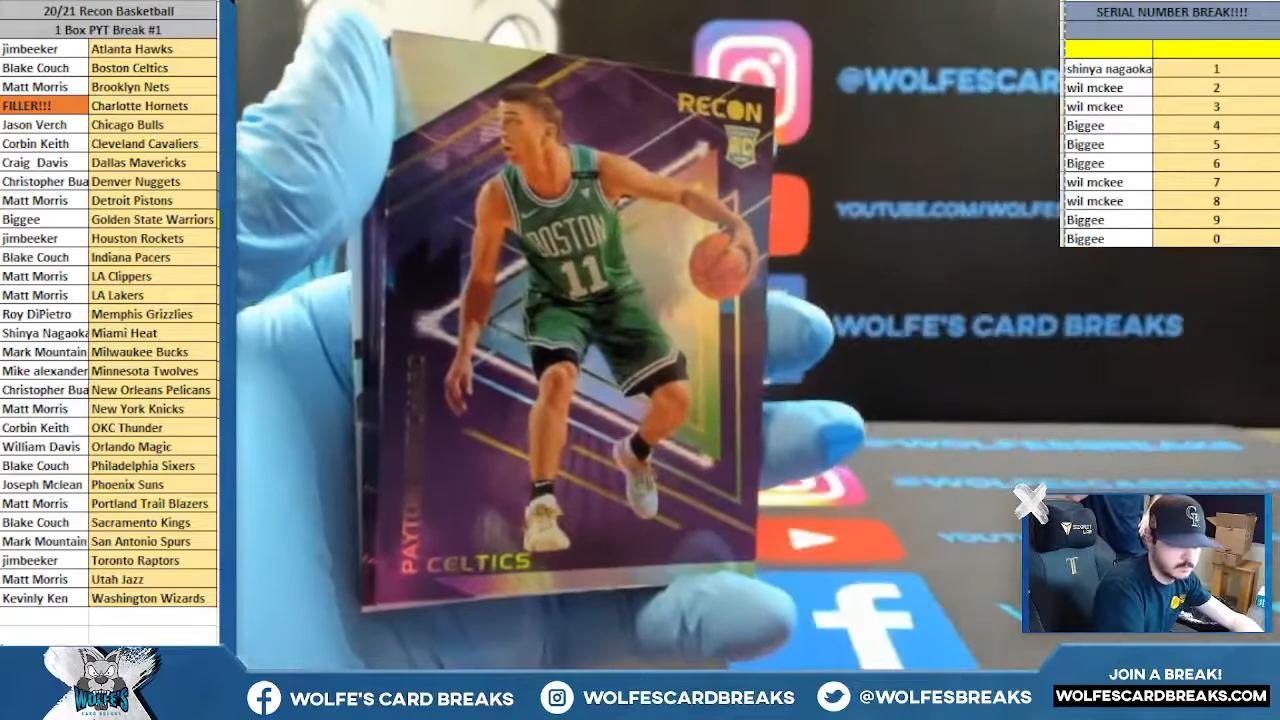 20/21 Recon Basketball
1 Box PYT Break #1
jimbeeker Atlanta Hawks
Blake Couch Boston Celtics
Matt Morris Brooklyn Nets
FILLER!!! Charlotte Hornets
Jason Verch Chicago Bulls
Corbin Keith Cleveland Cavaliers
Craig Davis Dallas Mavericks
Christopher Bua Denver Nuggets
Matt Morris Detroit Pistons
Biggee Golden State Warriors
jimbeeker Houston Rockets
Blake Couch Indiana Pacers
Matt Morris LA Clippers
Matt Morris LA Lakers
Roy DiPietro Memphis Grizzlies
Shinya Nagaoka Miami Heat
Mark Mountain Milwaukee Bucks
Mike alexander Minnesota Twolves
Christopher Bua New Orleans Pelicans
Matt Morris New York Knicks
Corbin Keith OKC Thunder
William Davis Orlando Magic
Blake Couch Philadelphia Sixers
Joseph Mclean Phoenix Suns
Matt Morris Portland Trail Blazers
Blake Couch Sacramento Kings
Mark Mountain San Antonio Spurs
jimbeeker Toronto Raptors
Matt Morris Utah Jazz
Kevinly Ken Washington Wizards
RECON
RC
BOSTON
11
PAYTON
CELTICS
@WOLFESCARD
YOUTUBE.COM/WOLFE
WOLFE'S CARD BREAKS
SERIAL NUMBER BREAK!!!!
shinya nagaoka 1
wil mckee 2
wil mckee 3
Biggee 4
Biggee 5
Biggee 6
wil mckee 7
wil mckee 8
Biggee 9
Biggee 0
WOLFE'S
CARD BREAKS
WOLFE'S CARD BREAKS
WOLFESCARDBREAKS
@WOLFESBREAKS
JOIN A BREAK!
WOLFESCARDBREAKS.COM